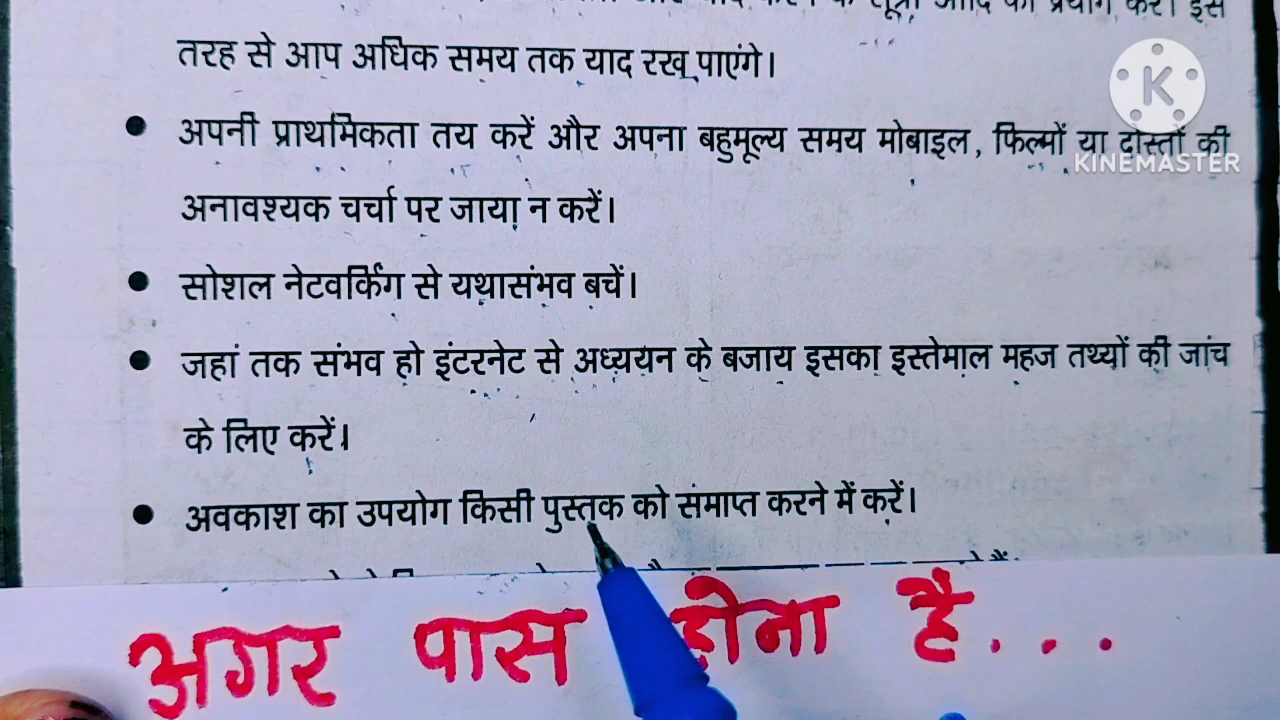 तरह से आप अधिक समय तक याद रख पाएंगे।
अपनी प्राथमिकता तय करें और अपना बहुमूल्य समय मोबाइल, फिल्मों या दोस्तों की
अनावश्यक चर्चा पर जाया न करें।
सोशल नेटवर्किंग से यथासंभव बचें।
जहां तक संभव हो इंटरनेट से अध्ययन के बजाय इसका इस्तेमाल महज तथ्यों की जांच
के लिए करें।
अवकाश का उपयोग किसी पुस्तक को संमाप्त करने में करें।
अगर पास होना है...
K
KINEMASTER